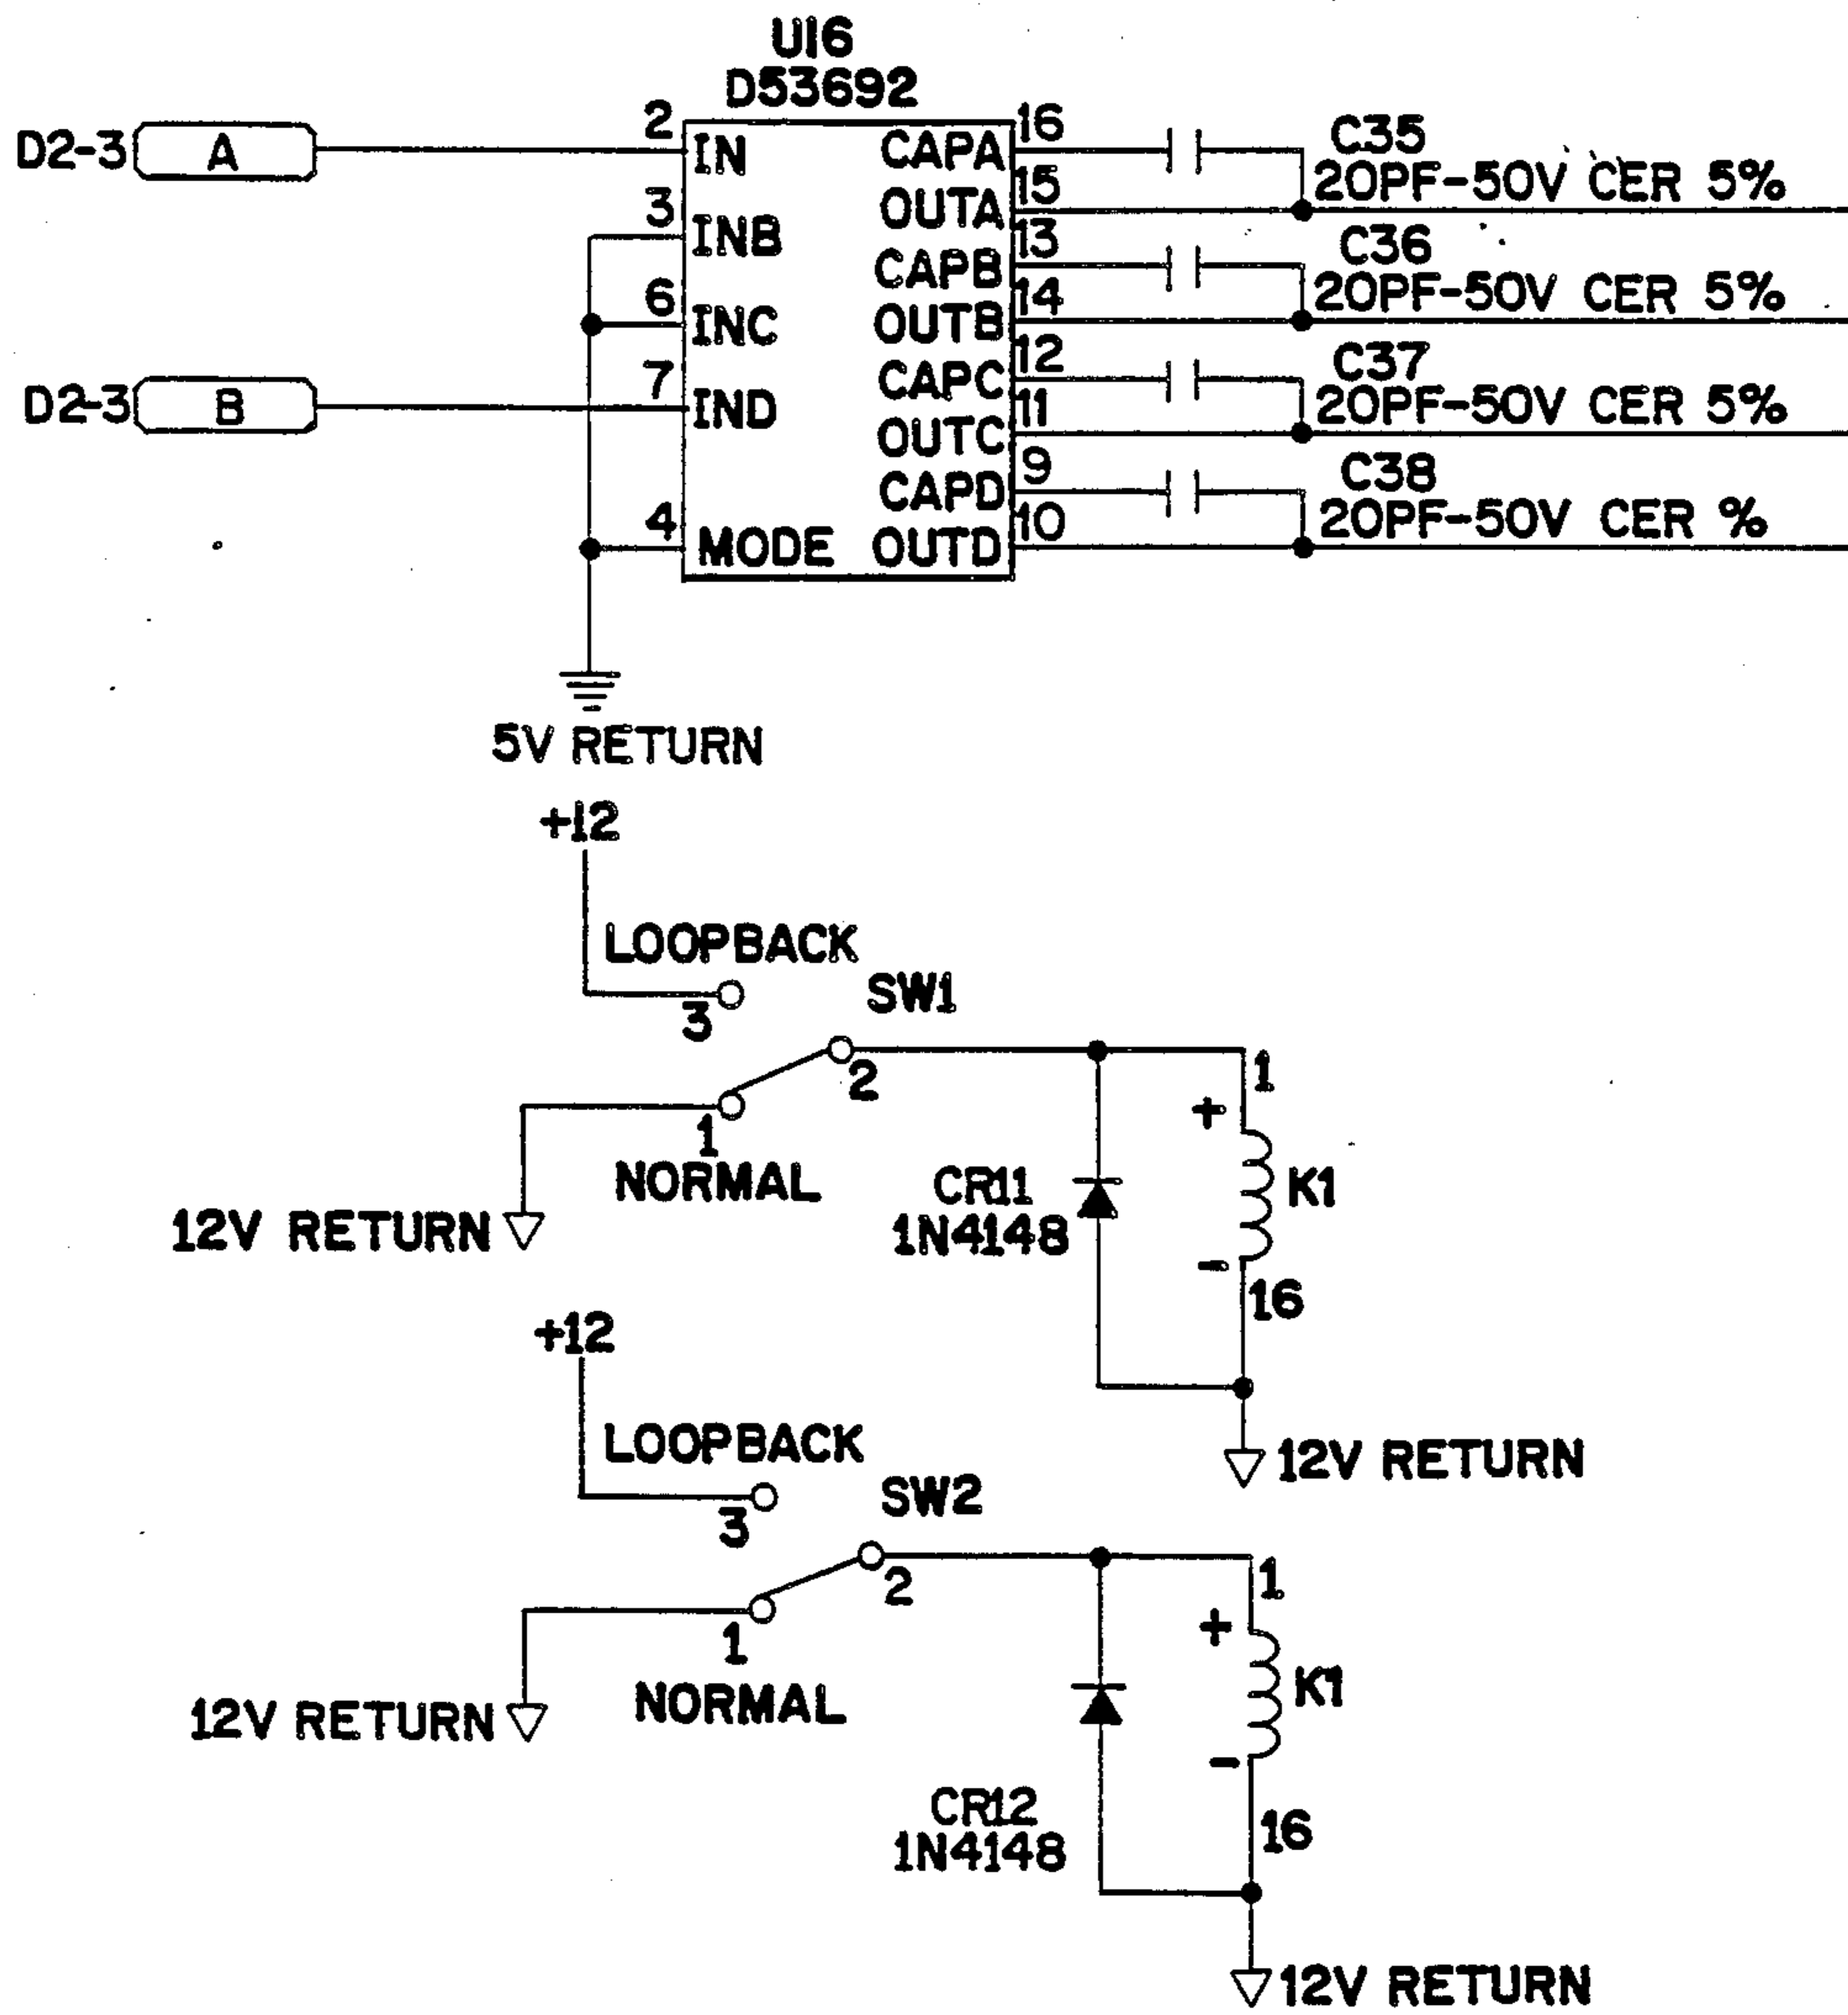 U16
D53692
D2-3 A
2 IN
3 INB
6 INC
D2-3 B
7 IND
4 MODE
CAPA 16
OUTA 15
CAPB 13
OUTB 14
CAPC 12
OUTC 11
CAPD 9
OUTD 10
C35
20PF-50V CER 5%
C36
20PF-50V CER 5%
C37
20PF-50V CER 5%
C38
20PF-50V CER %
5V RETURN
+12
LOOPBACK
3
SW1
2
1
NORMAL
12V RETURN
CR11
1N4148
1
+
K1
-
16
12V RETURN
+12
LOOPBACK
3
SW2
2
1
NORMAL
12V RETURN
CR12
1N4148
1
+
K1
-
16
12V RETURN